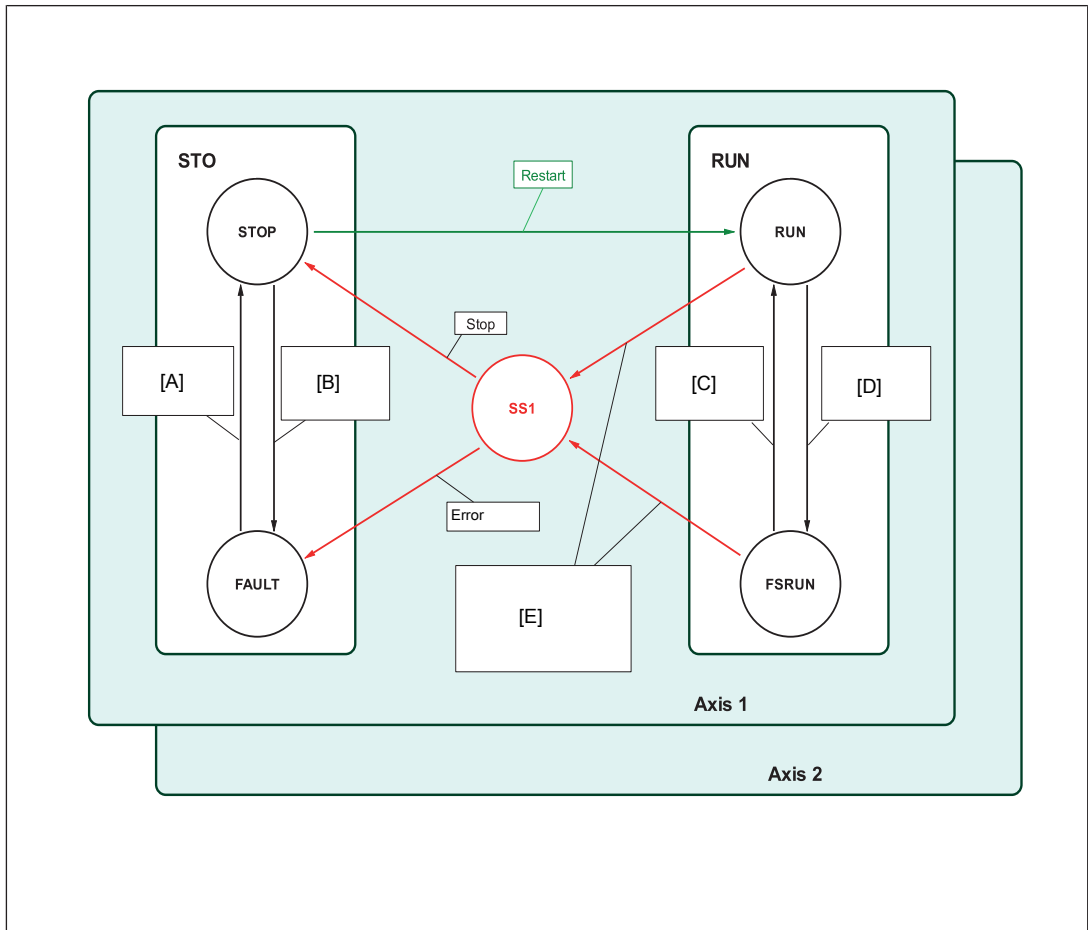 STO
RUN
Restart
STOP
RUN
Stop
[A]
[B]
[C]
[D]
SS1
Error
FAULT
FSRUN
[E]
Axis 1
Axis 2